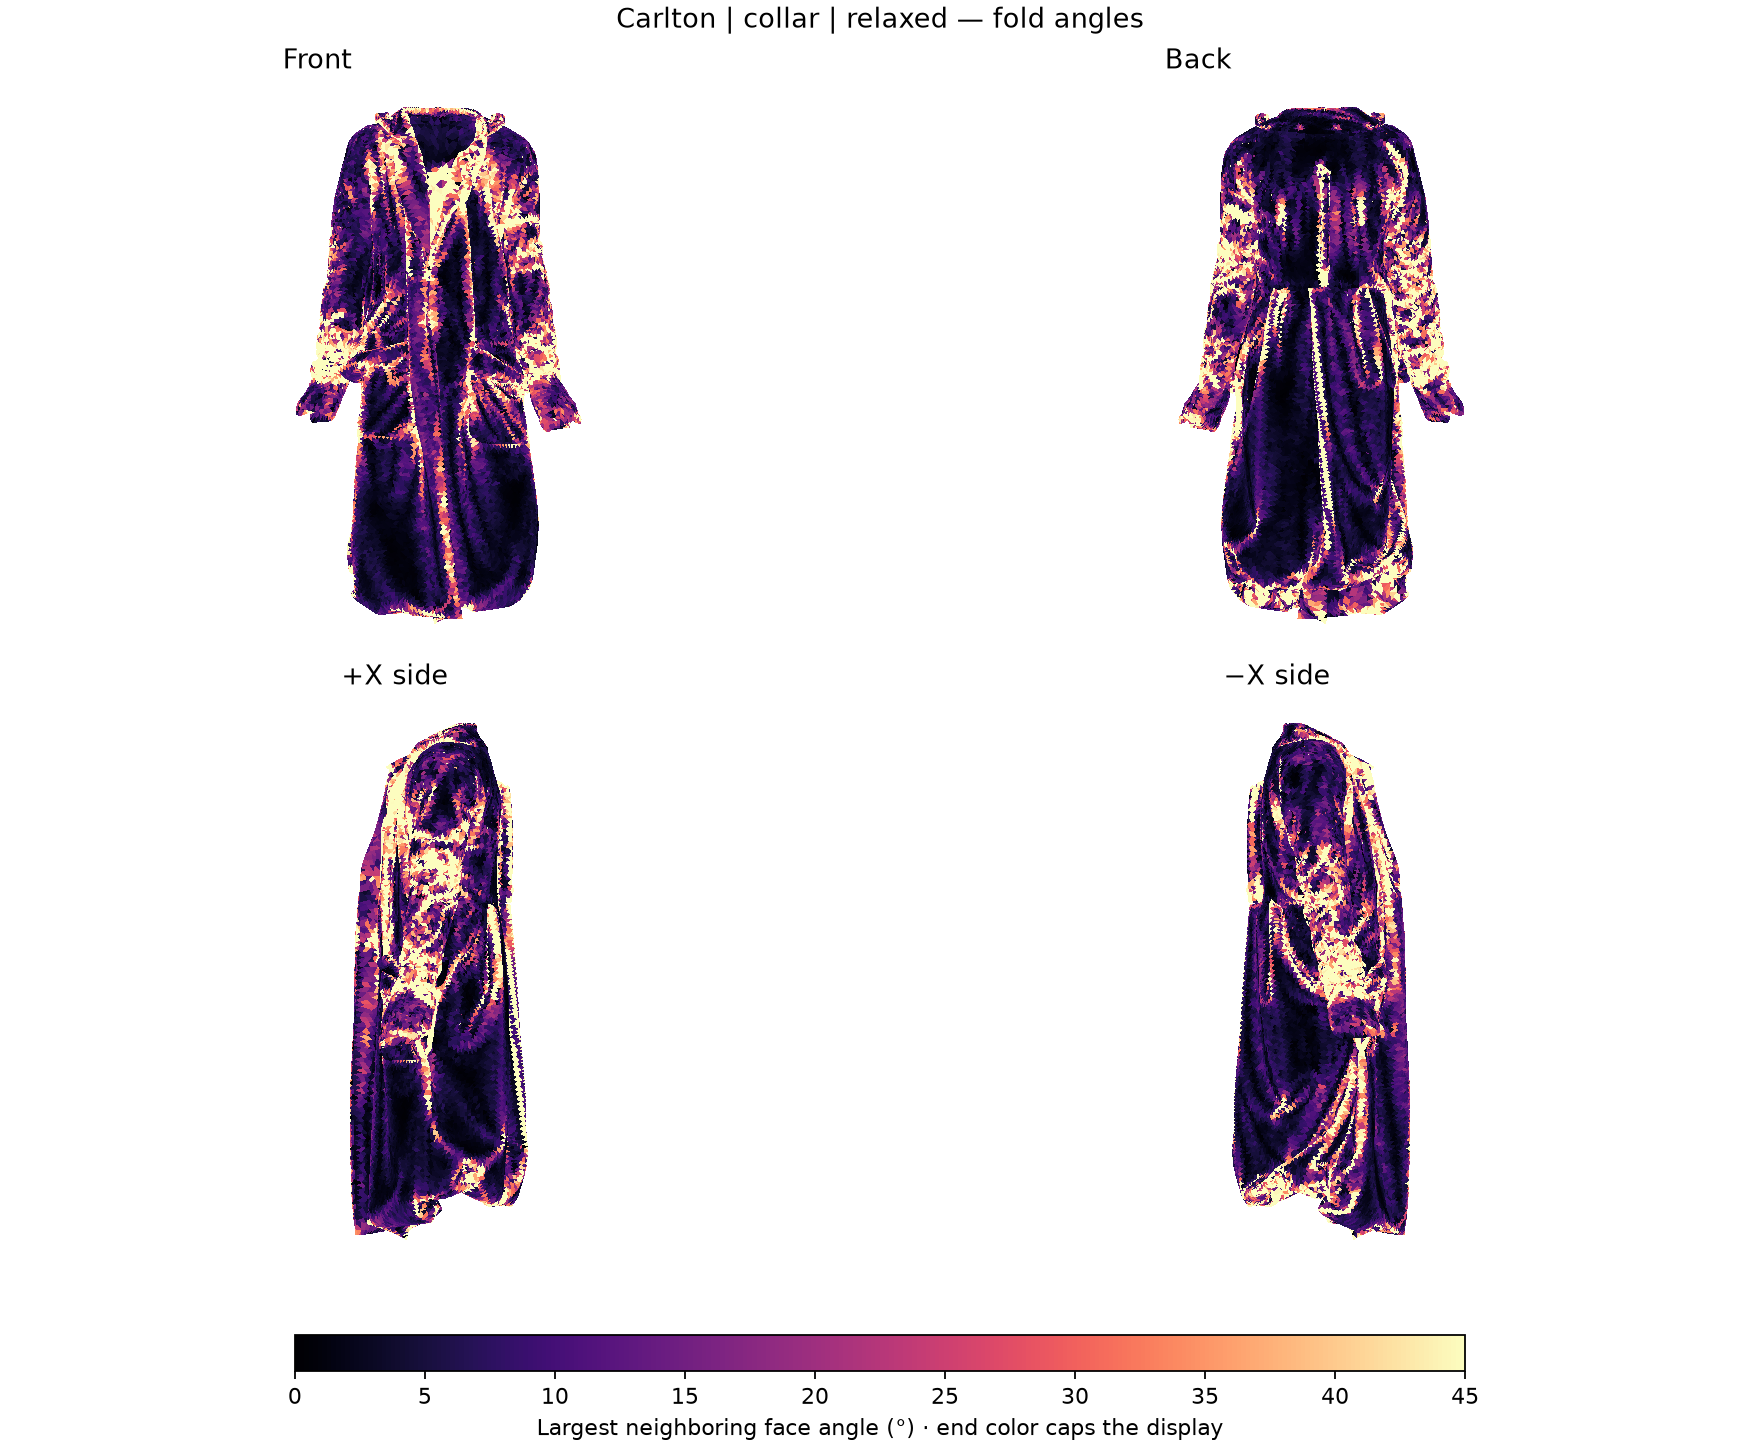 Carlton | collar | relaxed — fold angles
Front
Back
+X side
−X side
0 5 10 15 20 25 30 35 40 45
Largest neighboring face angle (°) · end color caps the display